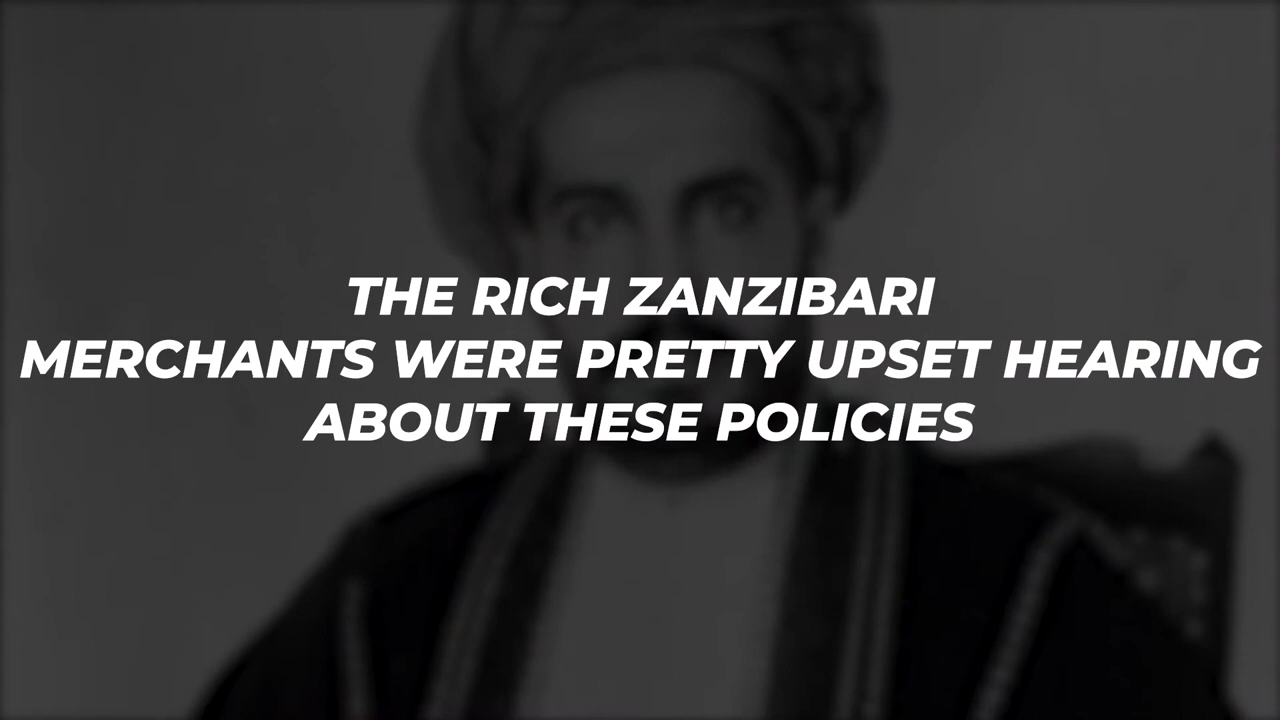 THE RICH ZANZIBARI
MERCHANTS WERE PRETTY UPSET HEARING
ABOUT THESE POLICIES